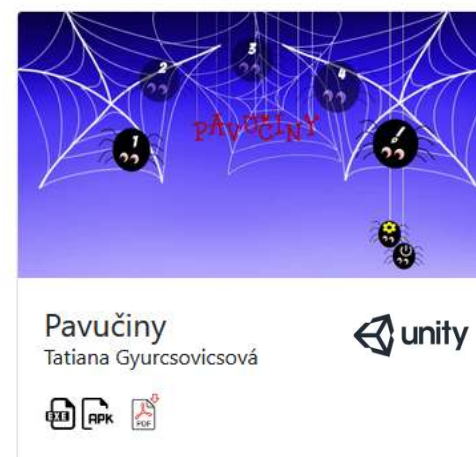 3
2
4
1
!
PAVUČINY
Pavučiny
unity
Tatiana Gyurcsovicsová
EXE APK PDF